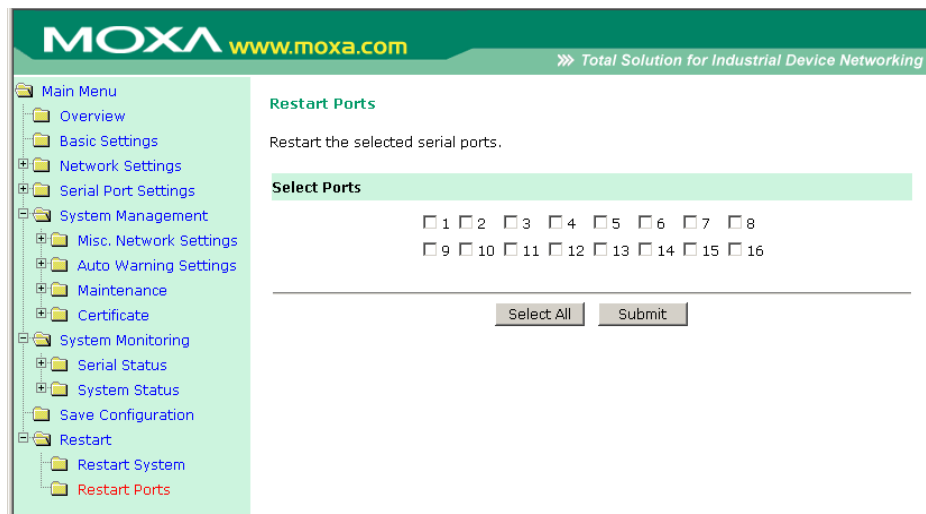 MOXA www.moxa.com
Total Solution for Industrial Device Networking
Main Menu
Overview
Basic Settings
Network Settings
Serial Port Settings
System Management
Misc. Network Settings
Auto Warning Settings
Maintenance
Certificate
System Monitoring
Serial Status
System Status
Save Configuration
Restart
Restart System
Restart Ports
Restart Ports
Restart the selected serial ports.
Select Ports
1 2 3 4 5 6 7 8
9 10 11 12 13 14 15 16
Select All Submit